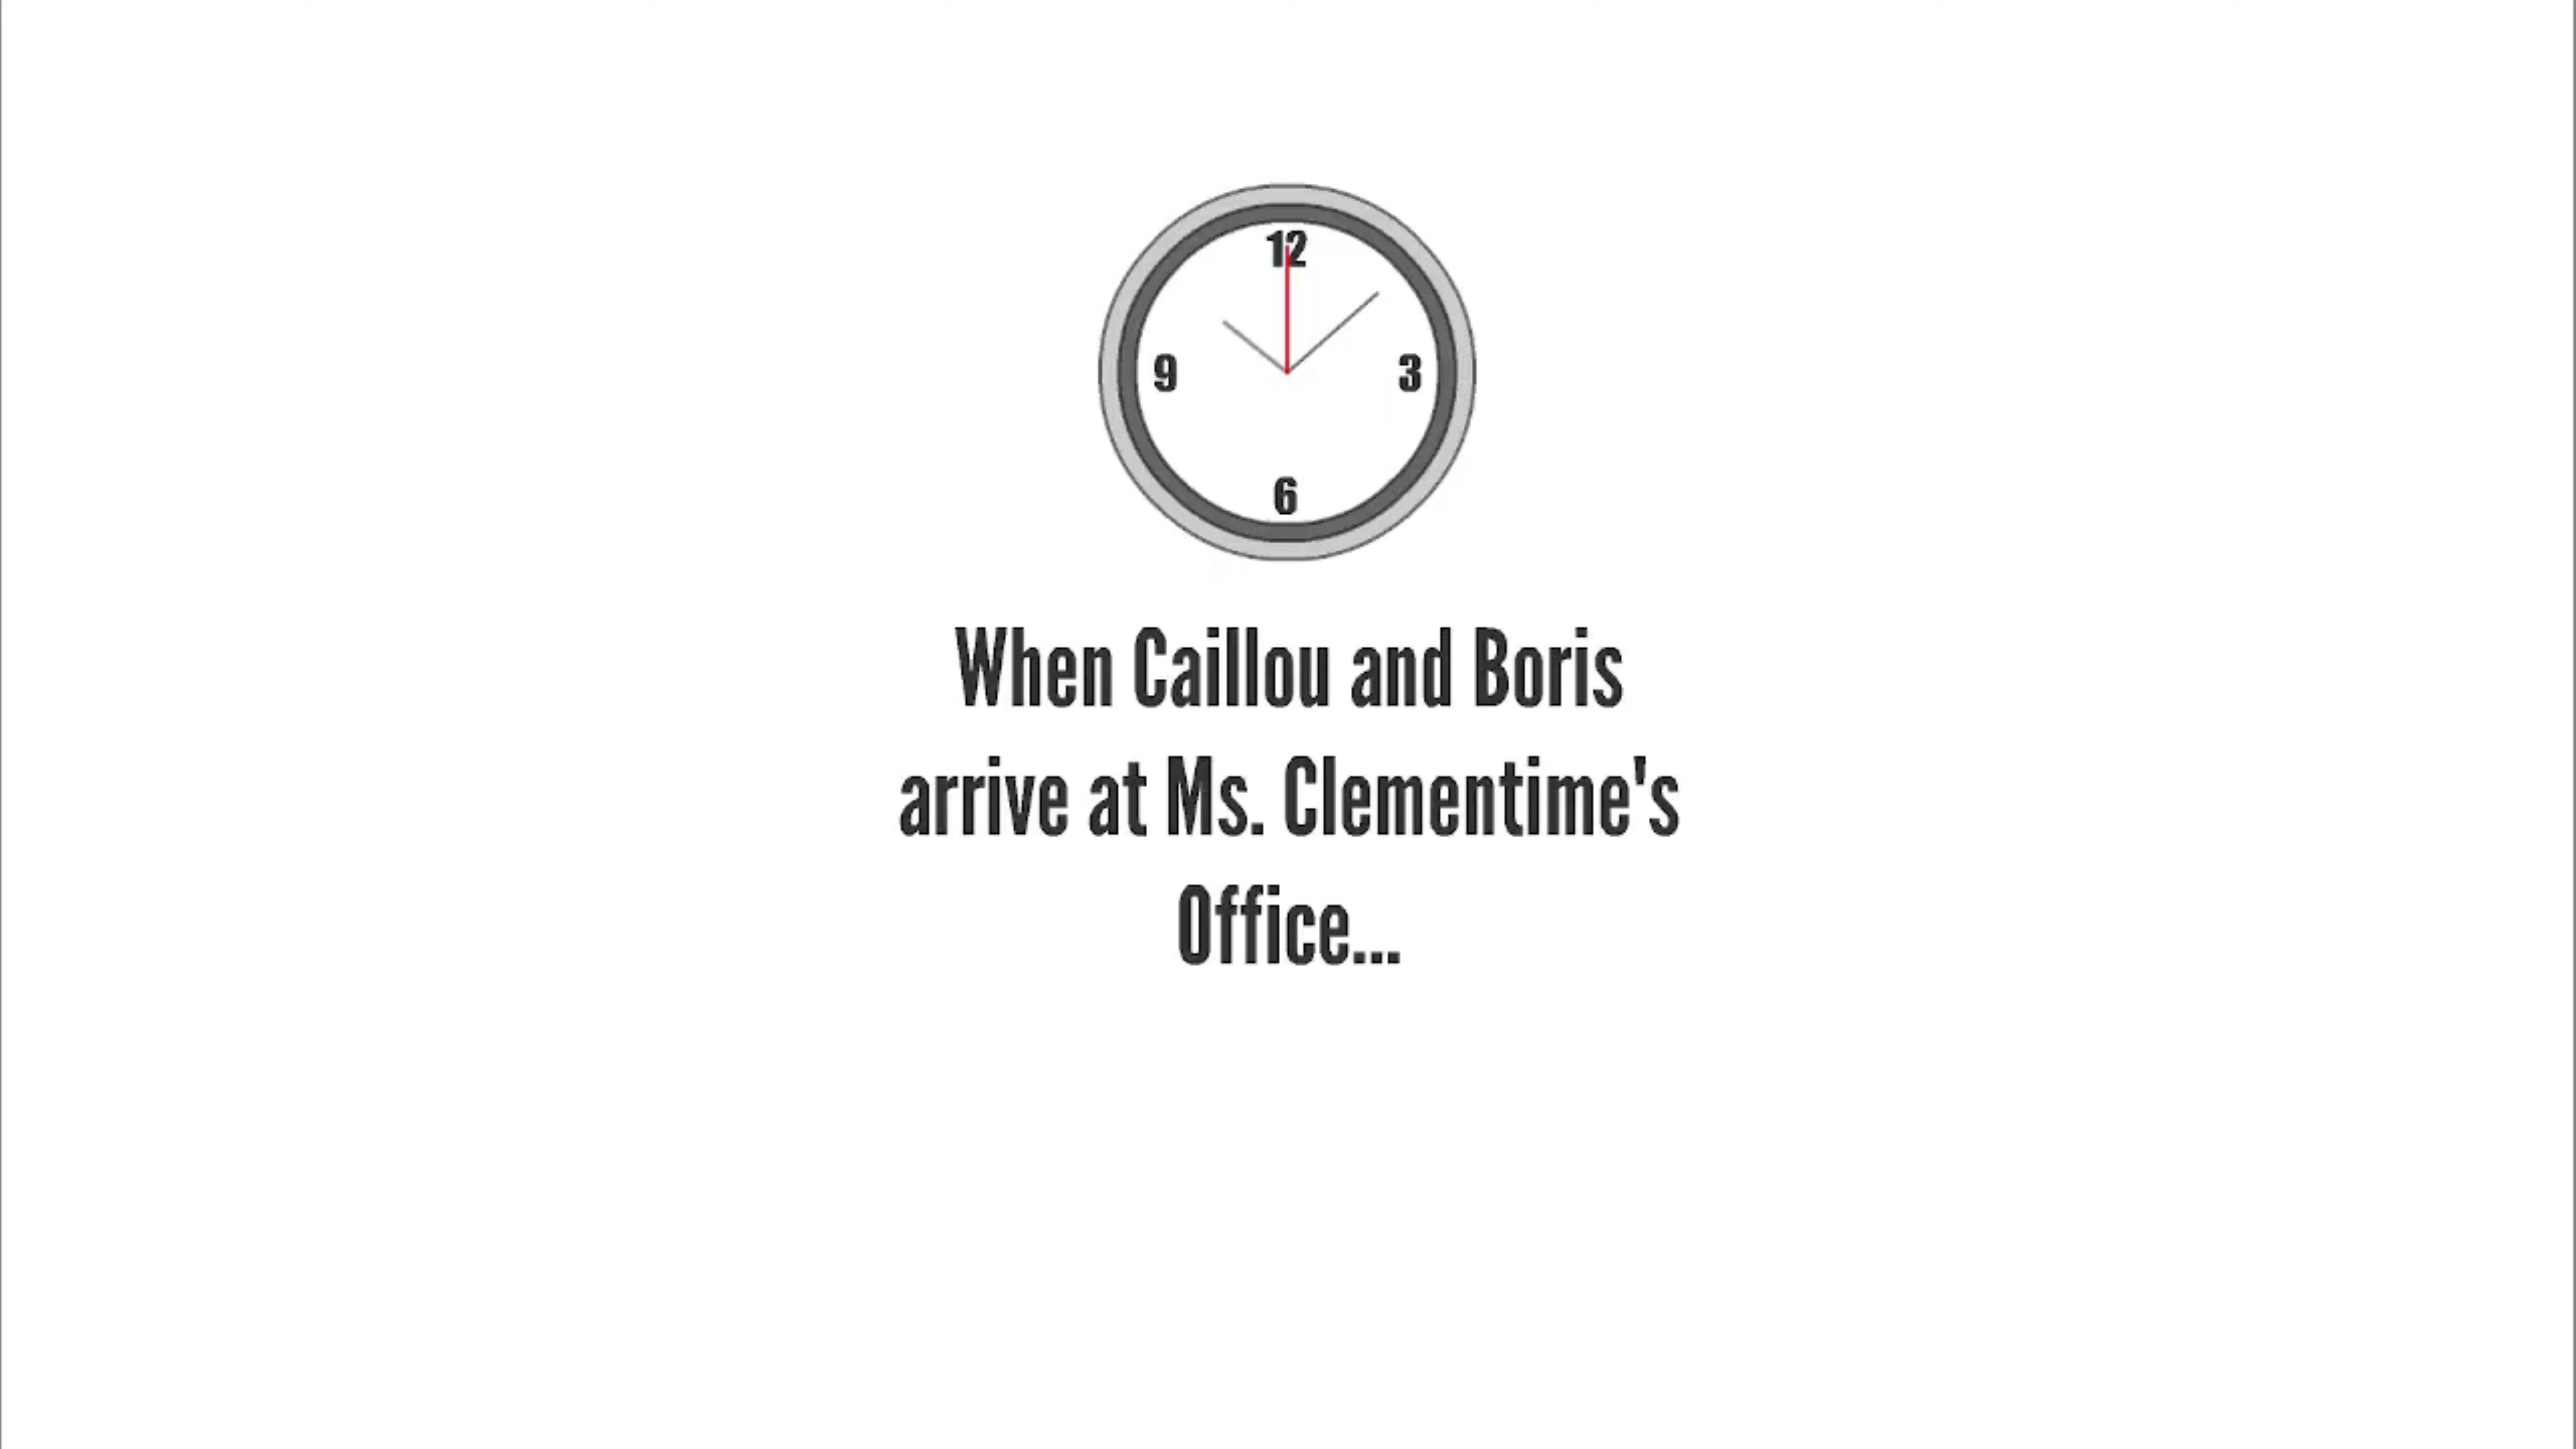 12
9
3
6
When Caillou and Boris
arrive at Ms. Clementime's
Office...